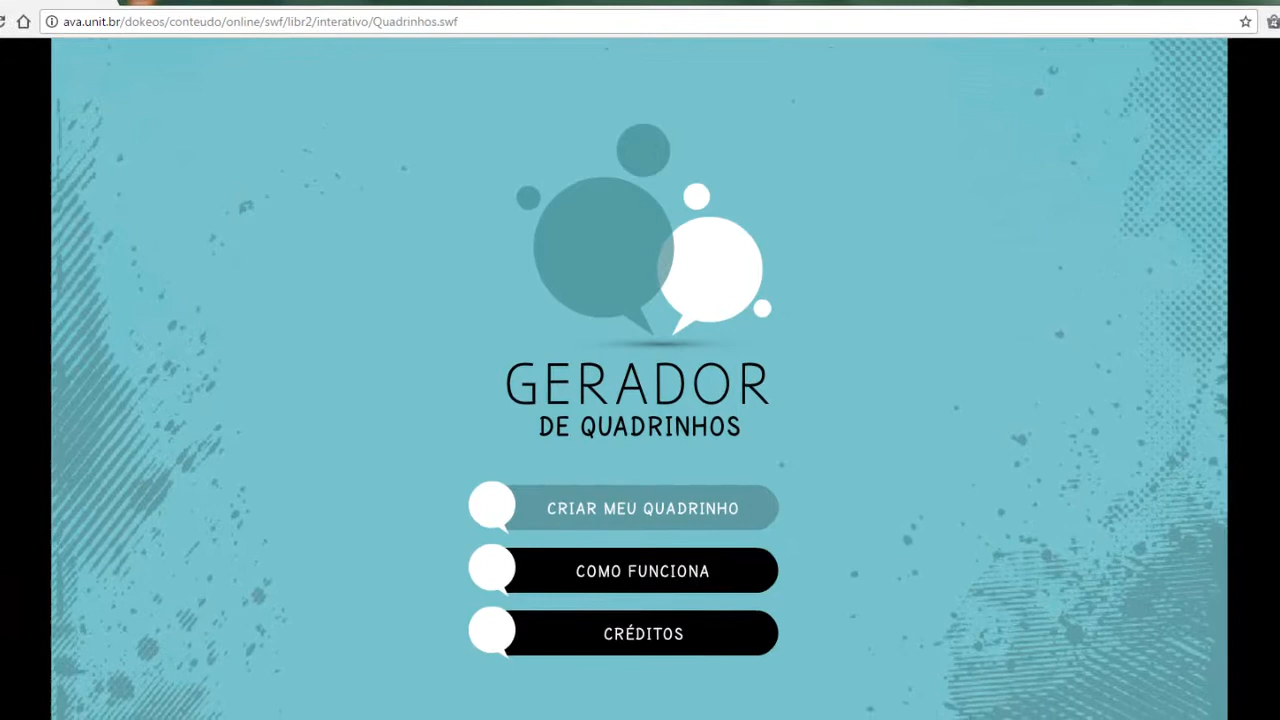 ava.unit.br/dokeos/conteudo/online/swf/libr2/interativo/Quadrinhos.swf
GERADOR
DE QUADRINHOS
CRIAR MEU QUADRINHO
COMO FUNCIONA
CRÉDITOS